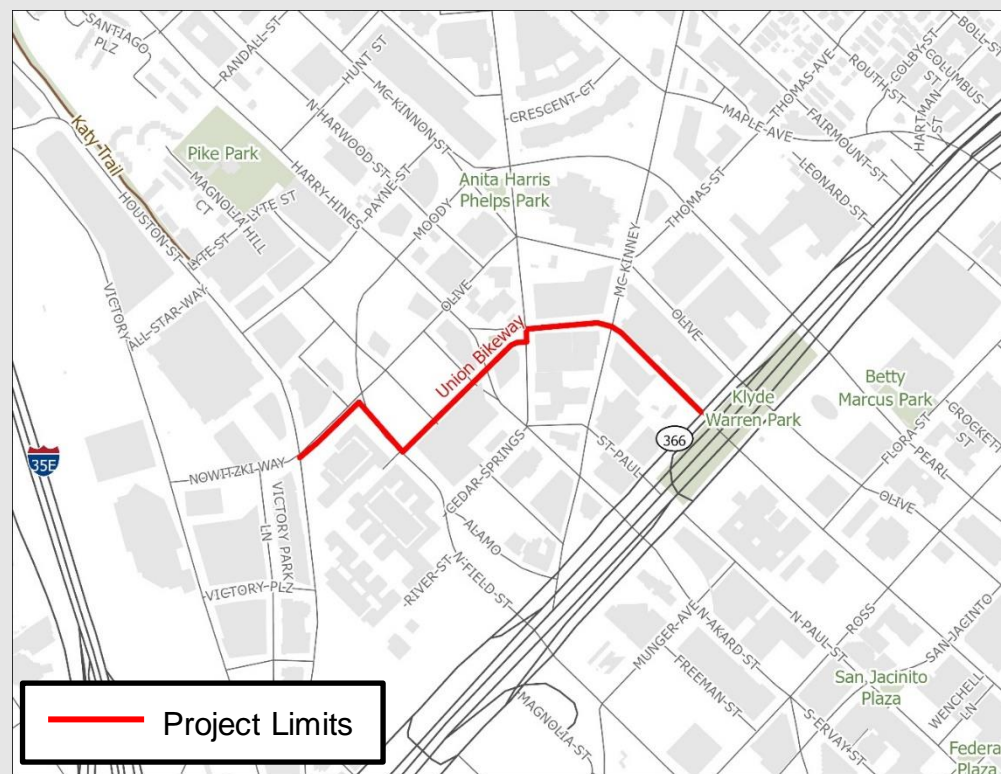 SANTIAGO
PLZ
RANDALL-ST
HUNT ST
MC-KINNON-ST
N-HARWOOD-ST
CRESCENT-CT
THOMAS-AVE
THOMAS-AVE
MAPLE-AVE
FAIRMOUNT-ST
ROUTH-ST
COLBY-ST
COLUMBUS
ST
BOLL-ST
HARTMAN
ST
LEONARD-ST
Katy-Trail
Pike Park
MAGNOLIA HILL
CT
LYTE ST
LYTE-ST
HOUSTON-ST
HARRY-HINES
PAYNE-ST
MOODY
Anita Harris
Phelps Park
THOMAS-ST
MC-KINNEY
VICTORY
ALL-STAR-WAY
OLIVE
OLIVE
Union Bikeway
Klyde
Warren Park
Betty
Marcus Park
366
CROCKETT
ST
FLORA-ST
PEARL
OLIVE
35E
NOWITZKI-WAY
VICTORY PARK
LN
CEDAR-SPRINGS
ST-PAUL
ALAMO
RIVER-ST
N-FIELD-ST
VICTORY-PLZ
MUNGER-AVE
N-AKARD-ST
FREEMAN-ST
N-PAUL-ST
ROSS
SAN-JACINTO
San Jacinito
Plaza
WENCHELL
LN
S-ERVAY-ST
MAGNOLIA-ST
Federa
Plaza
Project Limits